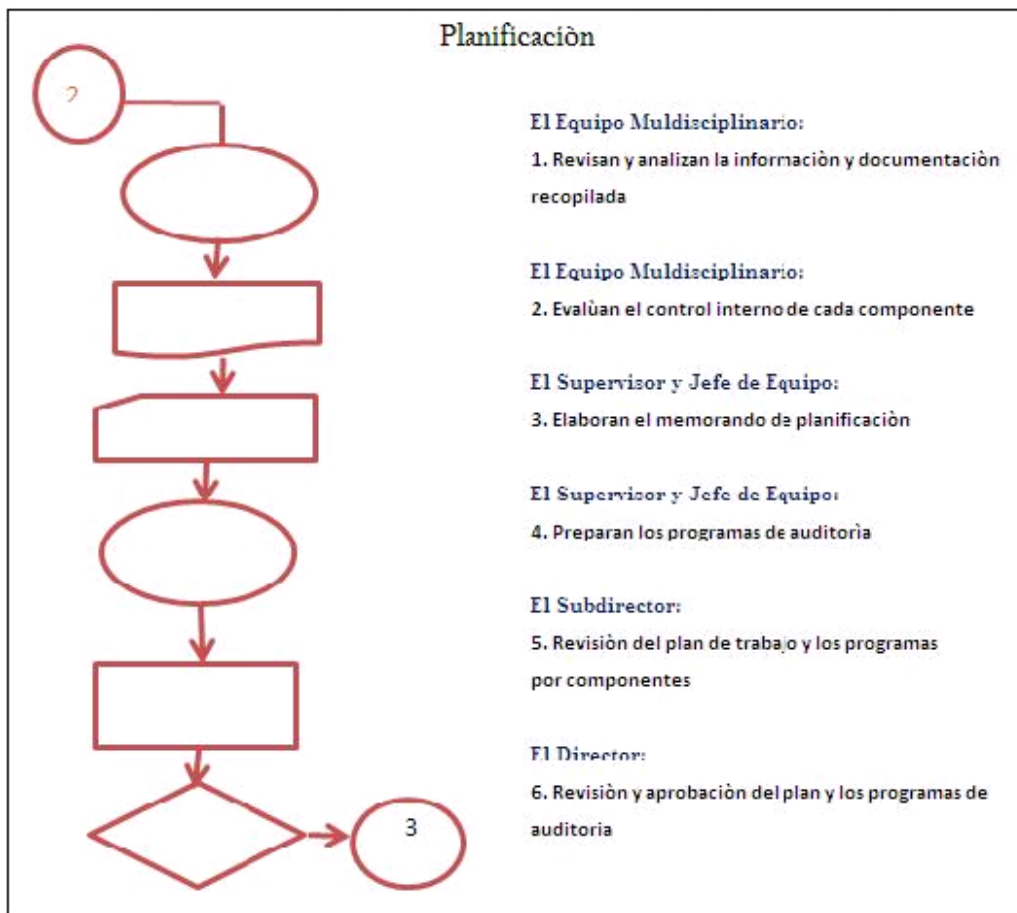 Planificaciòn
2
El Equipo Muldisciplinario:
1. Revisan y analizan la informaciòn y documentaciòn
recopilada
El Equipo Muldisciplinario:
2. Evalùan el control interno de cada componente
El Supervisor y Jefe de Equipo:
3. Elaboran el memorando de planificaciòn
El Supervisor y Jefe de Equipo:
4. Preparan los programas de auditorìa
El Subdirector:
5. Revisiòn del plan de trabajo y los programas
por componentes
El Director:
6. Revisiòn y aprobaciòn del plan y los programas de
auditoria
3